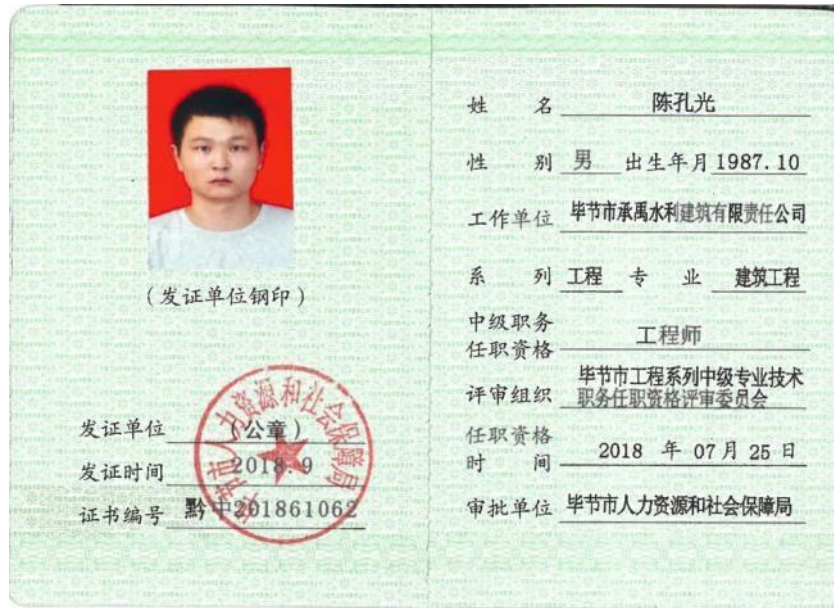 (发证单位钢印)
发证单位 (公章)
发证时间 2018.9
证书编号 黔中201861062
毕节市人力资源和社会保障局
姓 名 陈孔光
性 别 男 出生年月 1987.10
工作单位 毕节市承禹水利建筑有限责任公司
系 列 工程 专 业 建筑工程
中级职务
任职资格 工程师
评审组织 毕节市工程系列中级专业技术
职务任职资格评审委员会
任职资格
时 间 2018 年 07 月 25 日
审批单位 毕节市人力资源和社会保障局